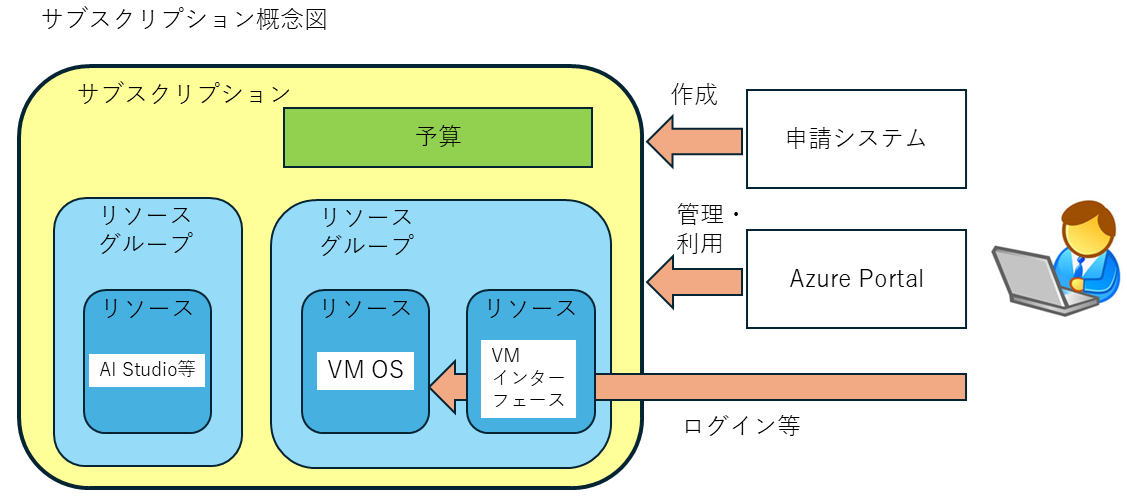 サブスクリプション概念図
サブスクリプション
予算
作成
申請システム
リソース
グループ
リソース
グループ
管理・
利用
Azure Portal
リソース
AI Studio等
リソース
VM OS
リソース
VM
インター
フェース
ログイン等